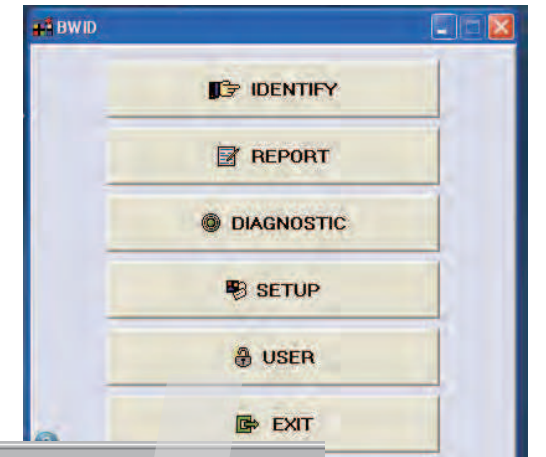 BWID
IDENTIFY
REPORT
DIAGNOSTIC
SETUP
USER
EXIT